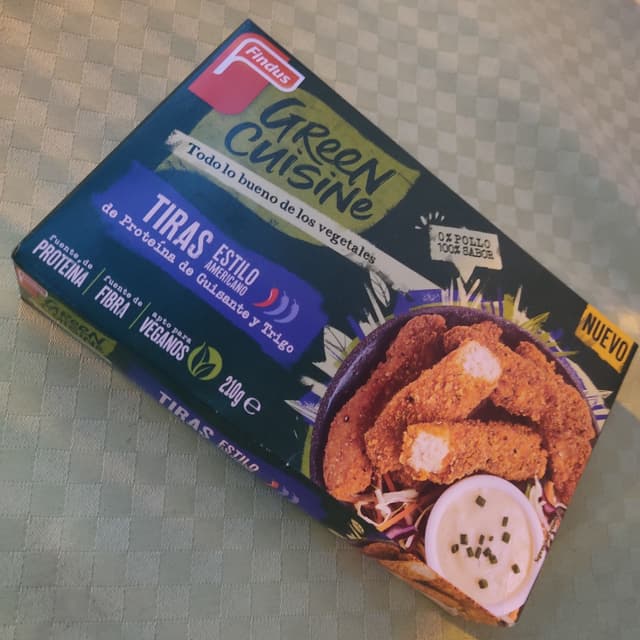 Findus
GREEN
CUISINE
Todo lo bueno de los vegetales
TIRAS
ESTILO
AMERICANO
de Proteína de Guisante y Trigo
0% POLLO
100% SABOR
NUEVO
fuente de
PROTEÍNA
fuente de
FIBRA
apto para
VEGANOS
210g e
GREEN
CUISINE
TIRAS ESTILO